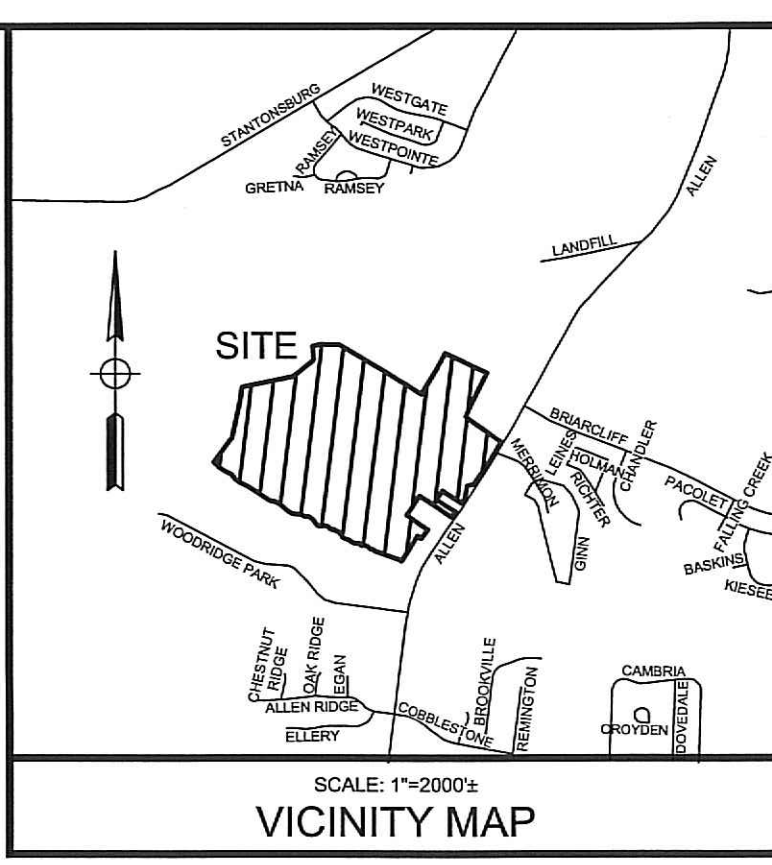 STANTONSBURG
WESTGATE
WESTPARK
WESTPOINTE
RAMSEY
GRETNA
RAMSEY
ALLEN
LANDFILL
SITE
BRIARCLIFF
MERRIMON
LEINES
HOLMAN
CHANDLER
RICHTER
PACOLET
FALLING CREEK
GINN
BASKINS
ALLEN
WOODRIDGE PARK
CHESTNUT
RIDGE
OAK RIDGE
EGAN
ALLEN RIDGE
ELLERY
COBBLESTONE
BROOKVILLE
REMINGTON
CAMBRIA
CROYDEN
DOVEDALE
SCALE: 1"=2000'±
VICINITY MAP